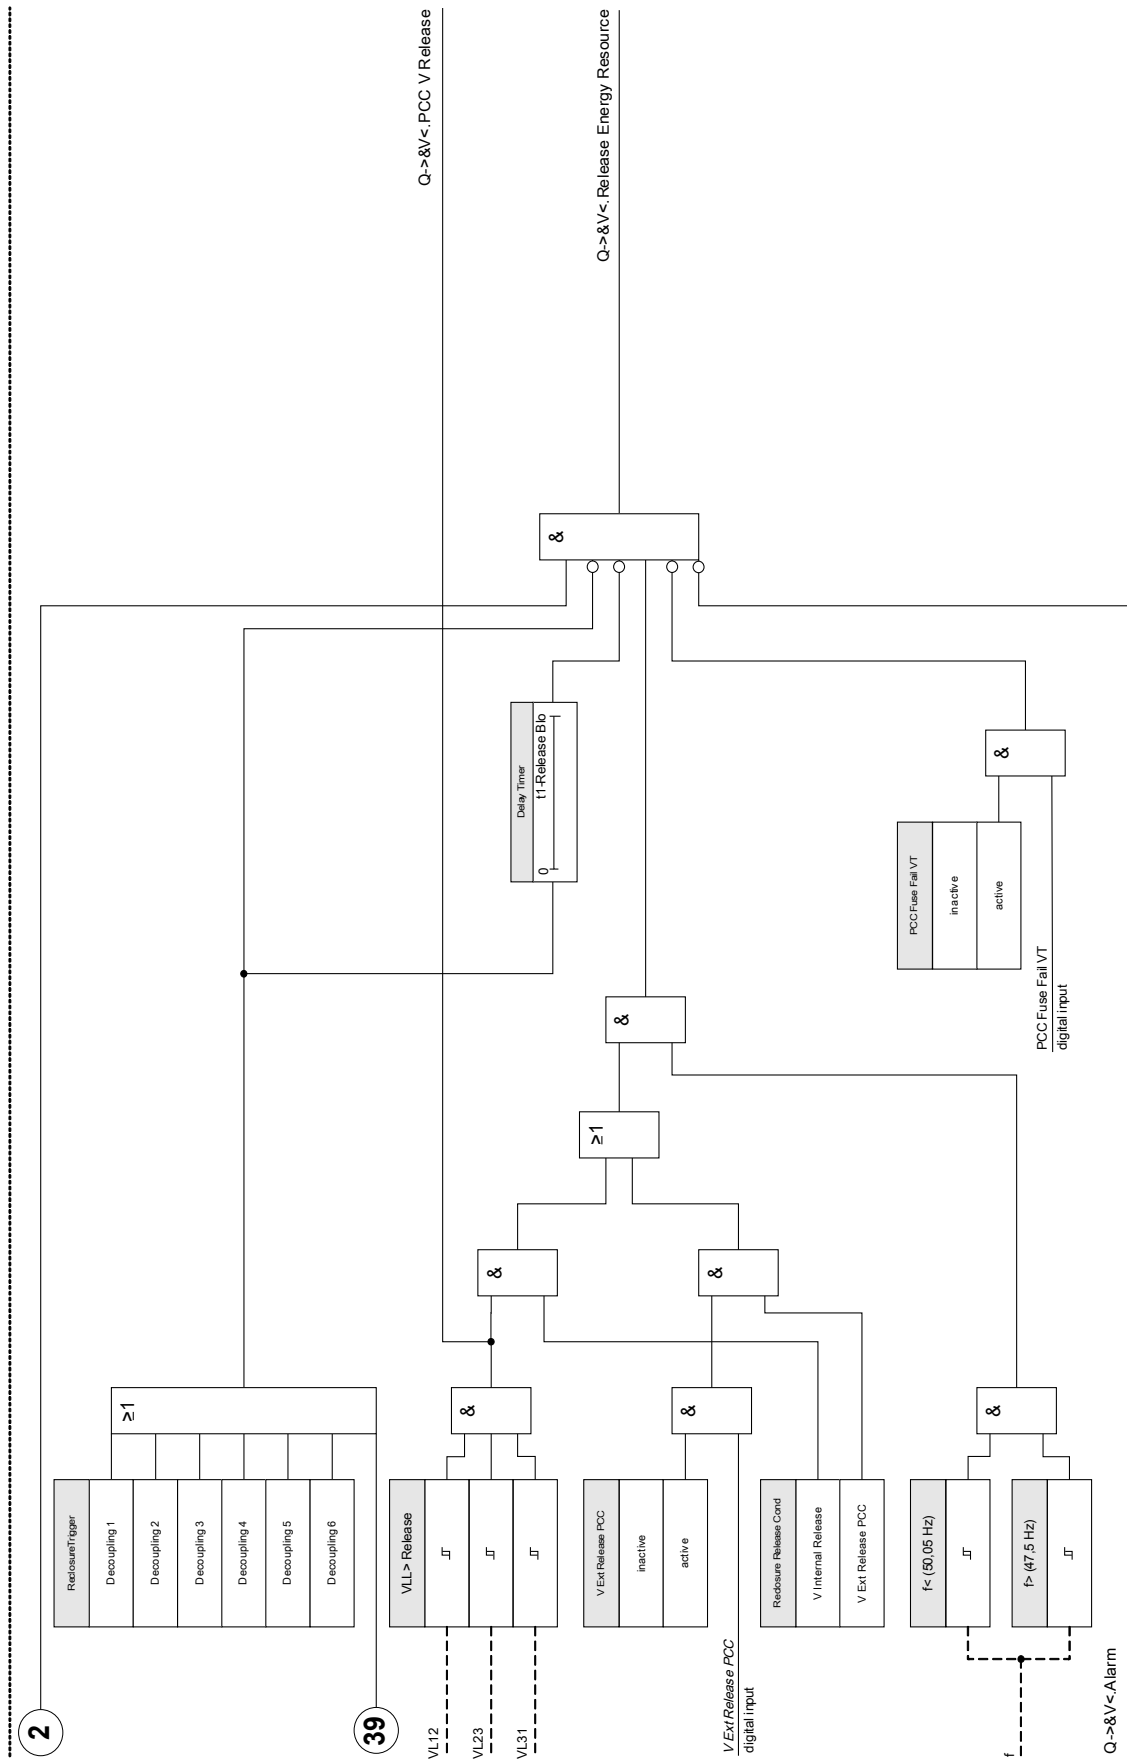 Q->&V<.PCC V Release
Q->&V<.Release Energy Resource
&
Delay Timer
t1-Release Blo
0
&
PCC Fuse Fail VT
inactive
active
PCC Fuse Fail VT
digital input
&
≥1
&
&
2
39
ReclosureTrigger
Decoupling 1
Decoupling 2
Decoupling 3
Decoupling 4
Decoupling 5
Decoupling 6
≥1
VLL> Release
VL12
VL23
VL31
&
V Ext Release PCC
inactive
active
V Ext Release PCC
digital input
&
Reclosure Release Cond
V Internal Release
V Ext Release PCC
f< (50,05 Hz)
f> (47,5 Hz)
&
f
Q->&V<.Alarm